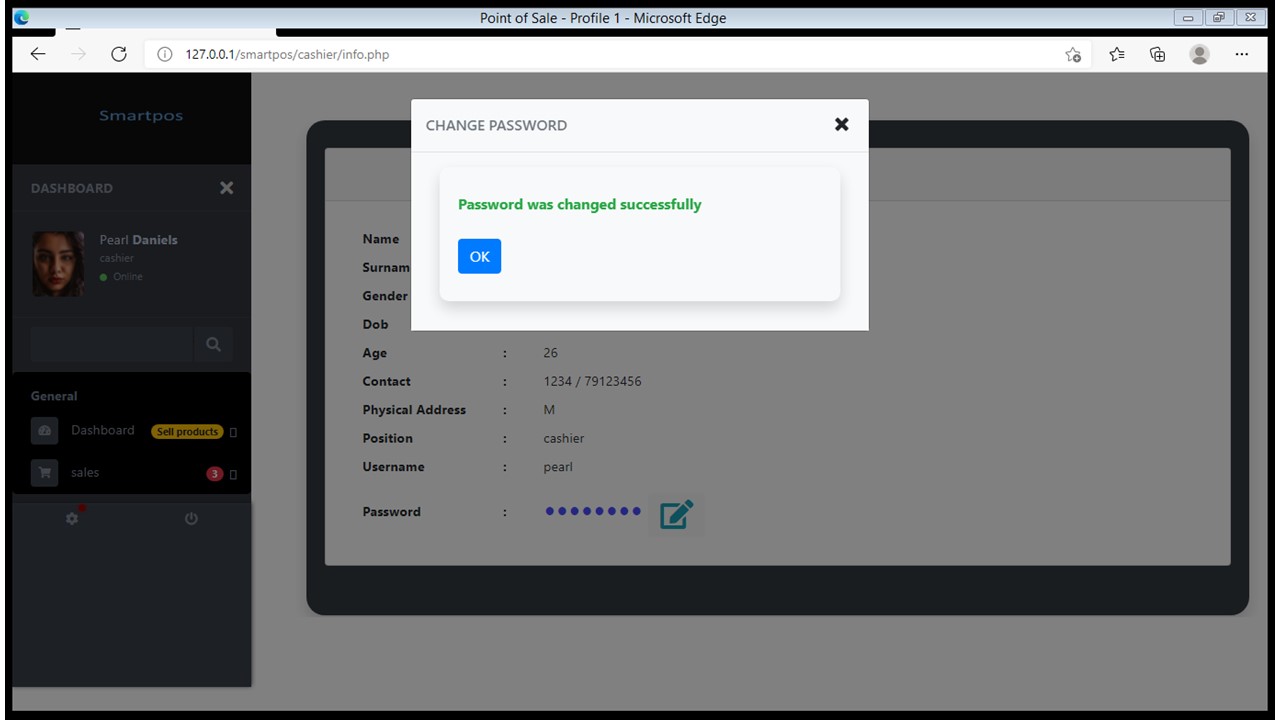 Point of Sale - Profile 1 - Microsoft Edge
127.0.0.1/smartpos/cashier/info.php
Smartpos
CHANGE PASSWORD
Password was changed successfully
OK
DASHBOARD
Pearl Daniels
cashier
Online
General
Dashboard Sell products
sales 3
Name
Surnam
Gender
Dob
Age : 26
Contact : 1234 / 79123456
Physical Address : M
Position : cashier
Username : pearl
Password : ●●●●●●●●